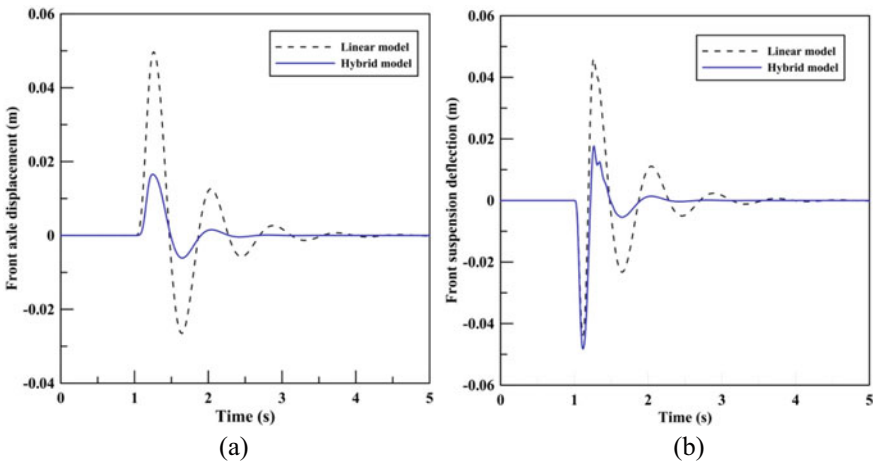 0.06
0.04
0.02
0
-0.02
-0.04
Front axle displacement (m)
Linear model
Hybrid model
0 1 2 3 4 5
Time (s)
(a)
0.06
0.04
0.02
0
-0.02
-0.04
-0.06
Front suspension deflection (m)
Linear model
Hybrid model
0 1 2 3 4 5
Time (s)
(b)